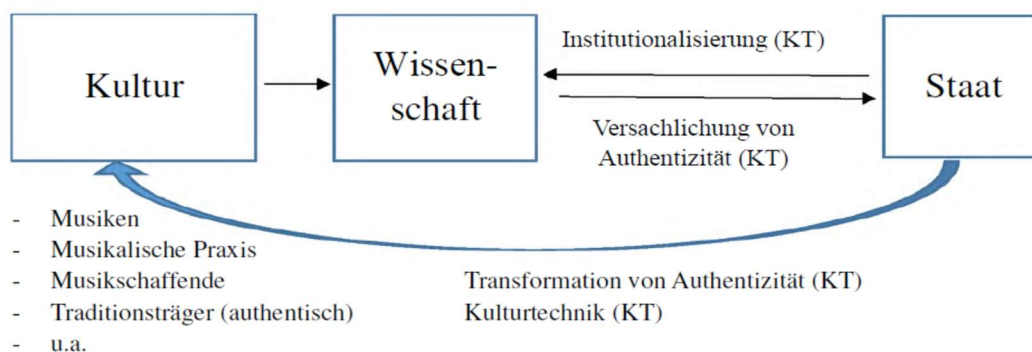 Kultur
Wissen-
schaft
Institutionalisierung (KT)
Versachlichung von
Authentizität (KT)
Staat
- Musiken
- Musikalische Praxis
- Musikschaffende
- Traditionsträger (authentisch)
- u.a.
Transformation von Authentizität (KT)
Kulturtechnik (KT)